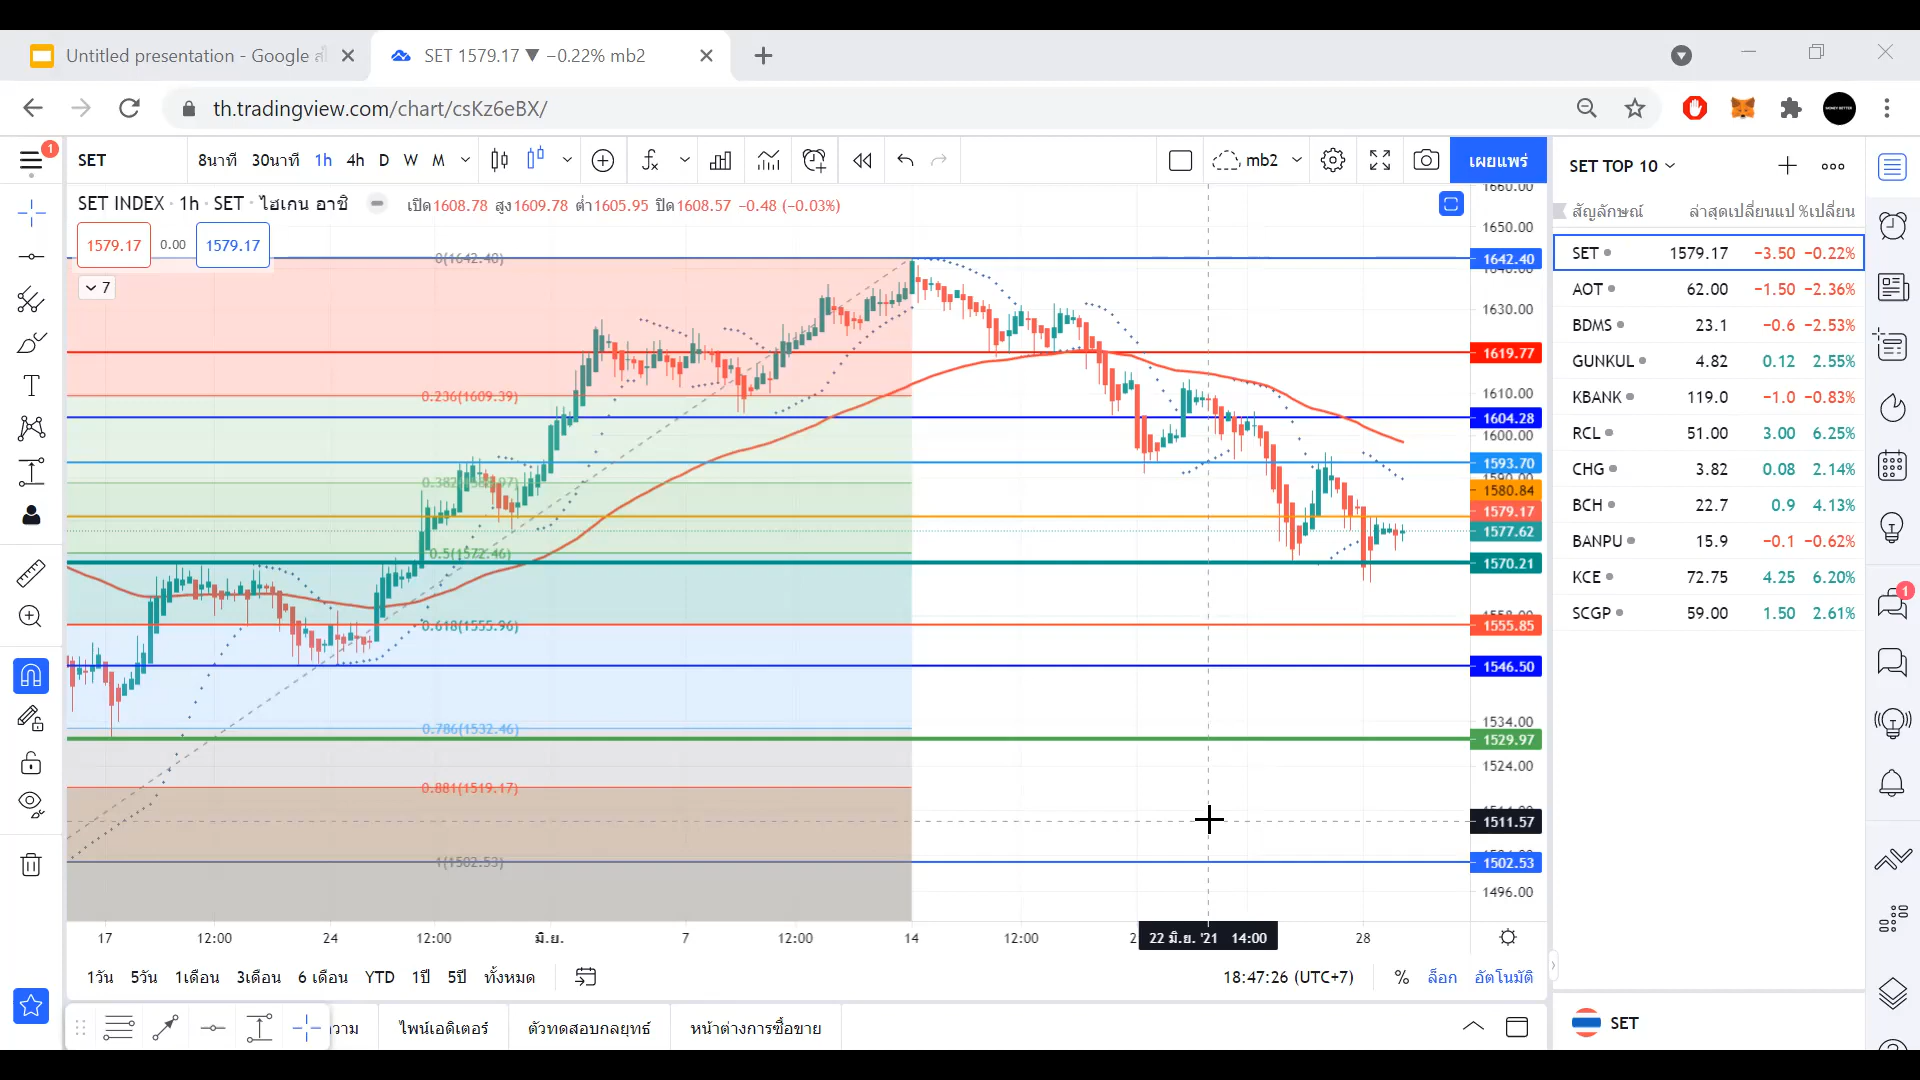 Untitled presentation - Google ส
SET 1579.17 ▼ −0.22% mb2
th.tradingview.com/chart/csKz6eBX/
1
SET
8นาที 30นาที 1h 4h D W M
mb2
เผยแพร่
SET INDEX · 1h · SET · ไฮเกน อาชิ
เปิด1608.78 สูง1609.78 ต่ำ1605.95 ปิด1608.57 −0.48 (−0.03%)
1579.17 0.00 1579.17
7
0(1642.40)
0.236(1609.39)
0.5(1572.46)
0.618(1555.96)
0.786(1532.46)
0.881(1519.17)
1(1502.53)
1660.00
1650.00
1642.40
1640.00
1630.00
1619.77
1610.00
1604.28
1600.00
1593.70
1580.84
1579.17
1577.62
1570.21
1555.85
1546.50
1534.00
1529.97
1524.00
1511.57
1502.53
1496.00
17 12:00 24 12:00 มิ.ย. 7 12:00 14 12:00 22 มิ.ย. '21 14:00 28
1วัน 5วัน 1เดือน 3เดือน 6 เดือน YTD 1ปี 5ปี ทั้งหมด
18:47:26 (UTC+7) % ล็อก อัตโนมัติ
ไพน์เอดิเตอร์ ตัวทดสอบกลยุทธ์ หน้าต่างการซื้อขาย
SET TOP 10
สัญลักษณ์ ล่าสุด เปลี่ยนแป %เปลี่ยน
SET 1579.17 −3.50 −0.22%
AOT 62.00 −1.50 −2.36%
BDMS 23.1 −0.6 −2.53%
GUNKUL 4.82 0.12 2.55%
KBANK 119.0 −1.0 −0.83%
RCL 51.00 3.00 6.25%
CHG 3.82 0.08 2.14%
BCH 22.7 0.9 4.13%
BANPU 15.9 −0.1 −0.62%
KCE 72.75 4.25 6.20%
SCGP 59.00 1.50 2.61%
1
SET